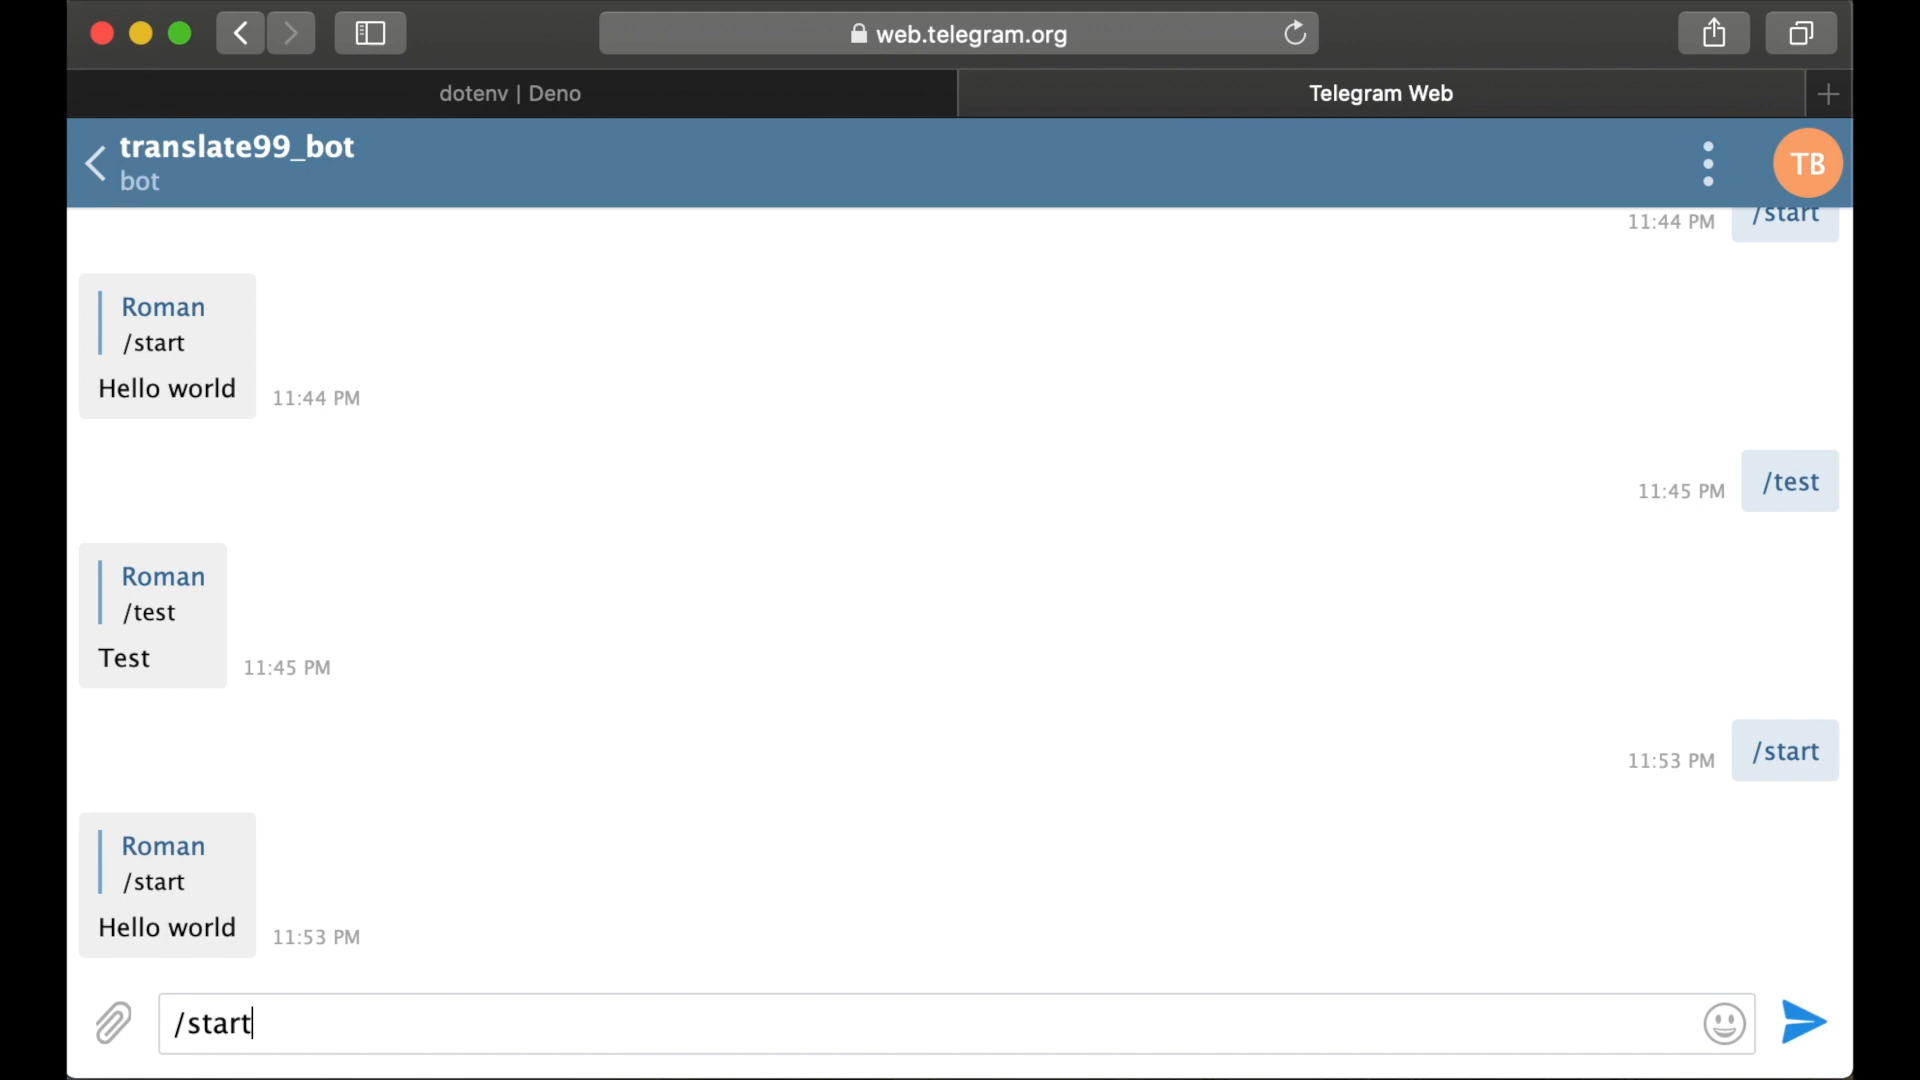 web.telegram.org
dotenv | Deno
Telegram Web
translate99_bot
bot
TB
11:44 PM
/start
Roman
/start
Hello world
11:44 PM
11:45 PM
/test
Roman
/test
Test
11:45 PM
11:53 PM
/start
Roman
/start
Hello world
11:53 PM
/start